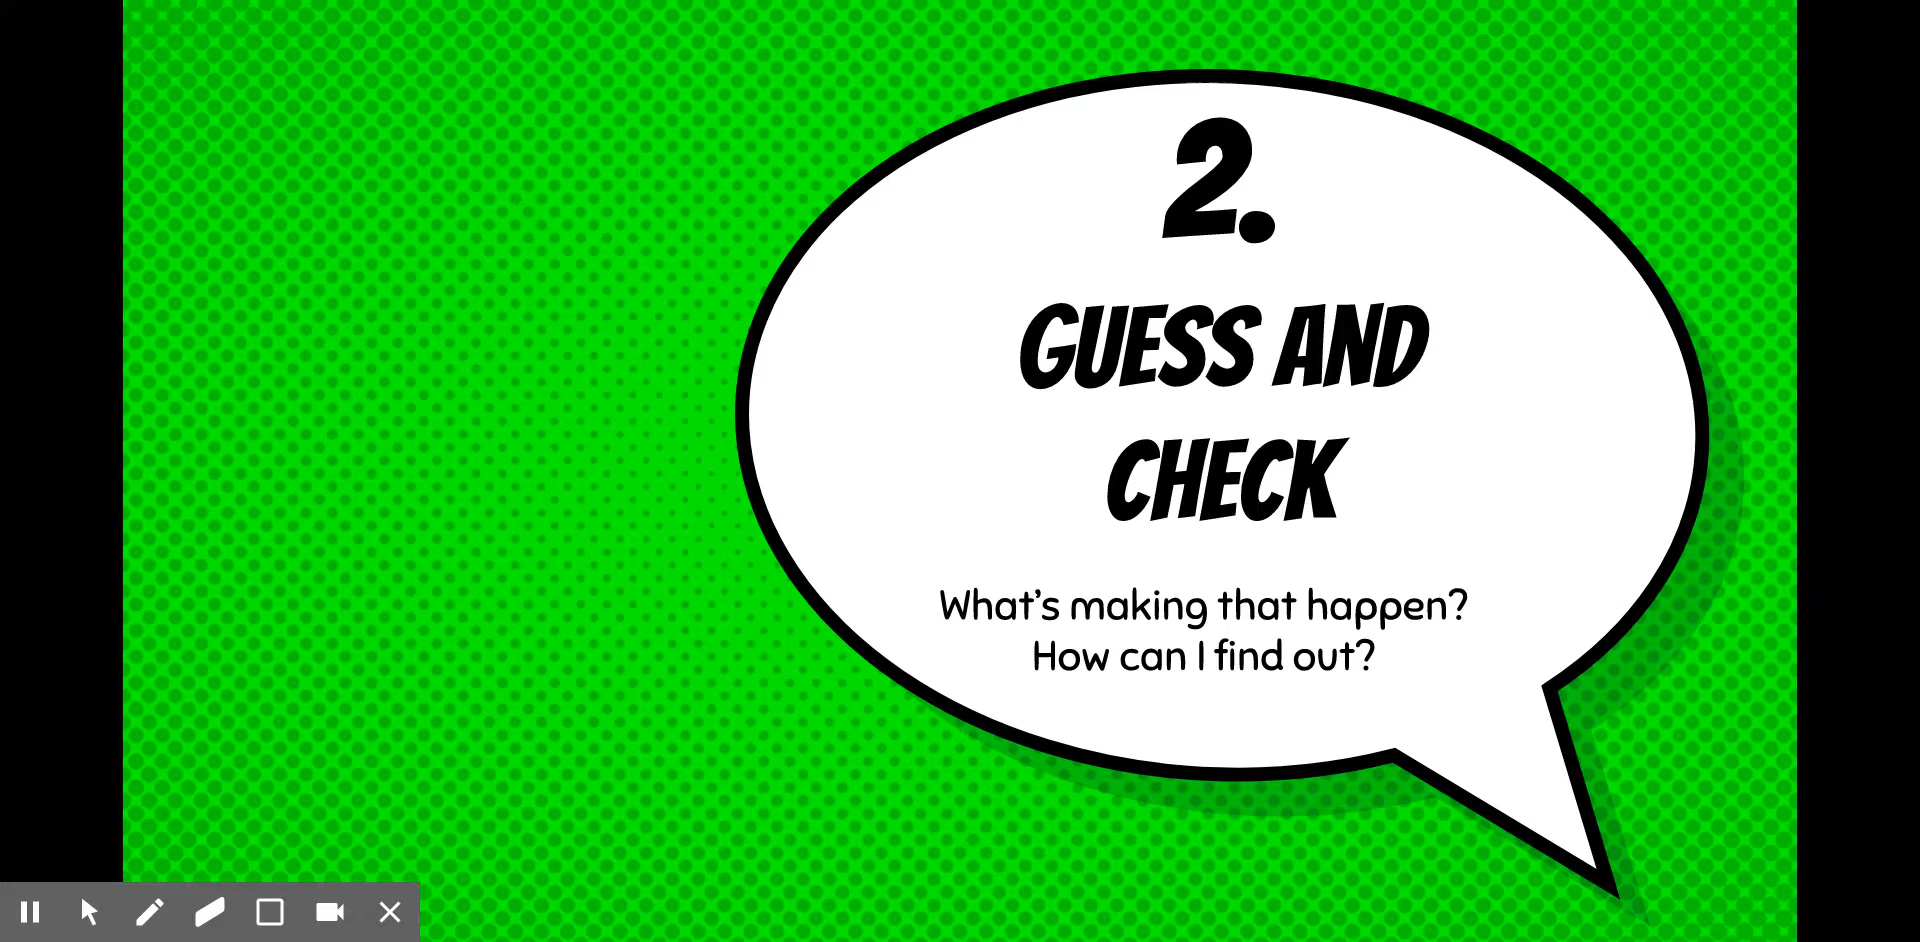 2.
GUESS AND
CHECK
What's making that happen?
How can I find out?